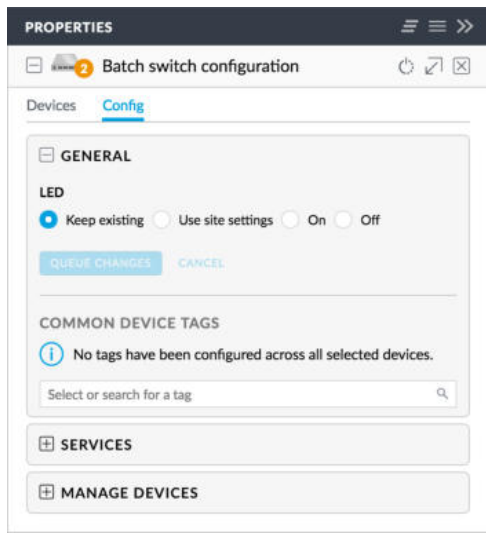 PROPERTIES
2 Batch switch configuration
Devices Config
GENERAL
LED
Keep existing Use site settings On Off
QUEUE CHANGES CANCEL
COMMON DEVICE TAGS
No tags have been configured across all selected devices.
Select or search for a tag
SERVICES
MANAGE DEVICES